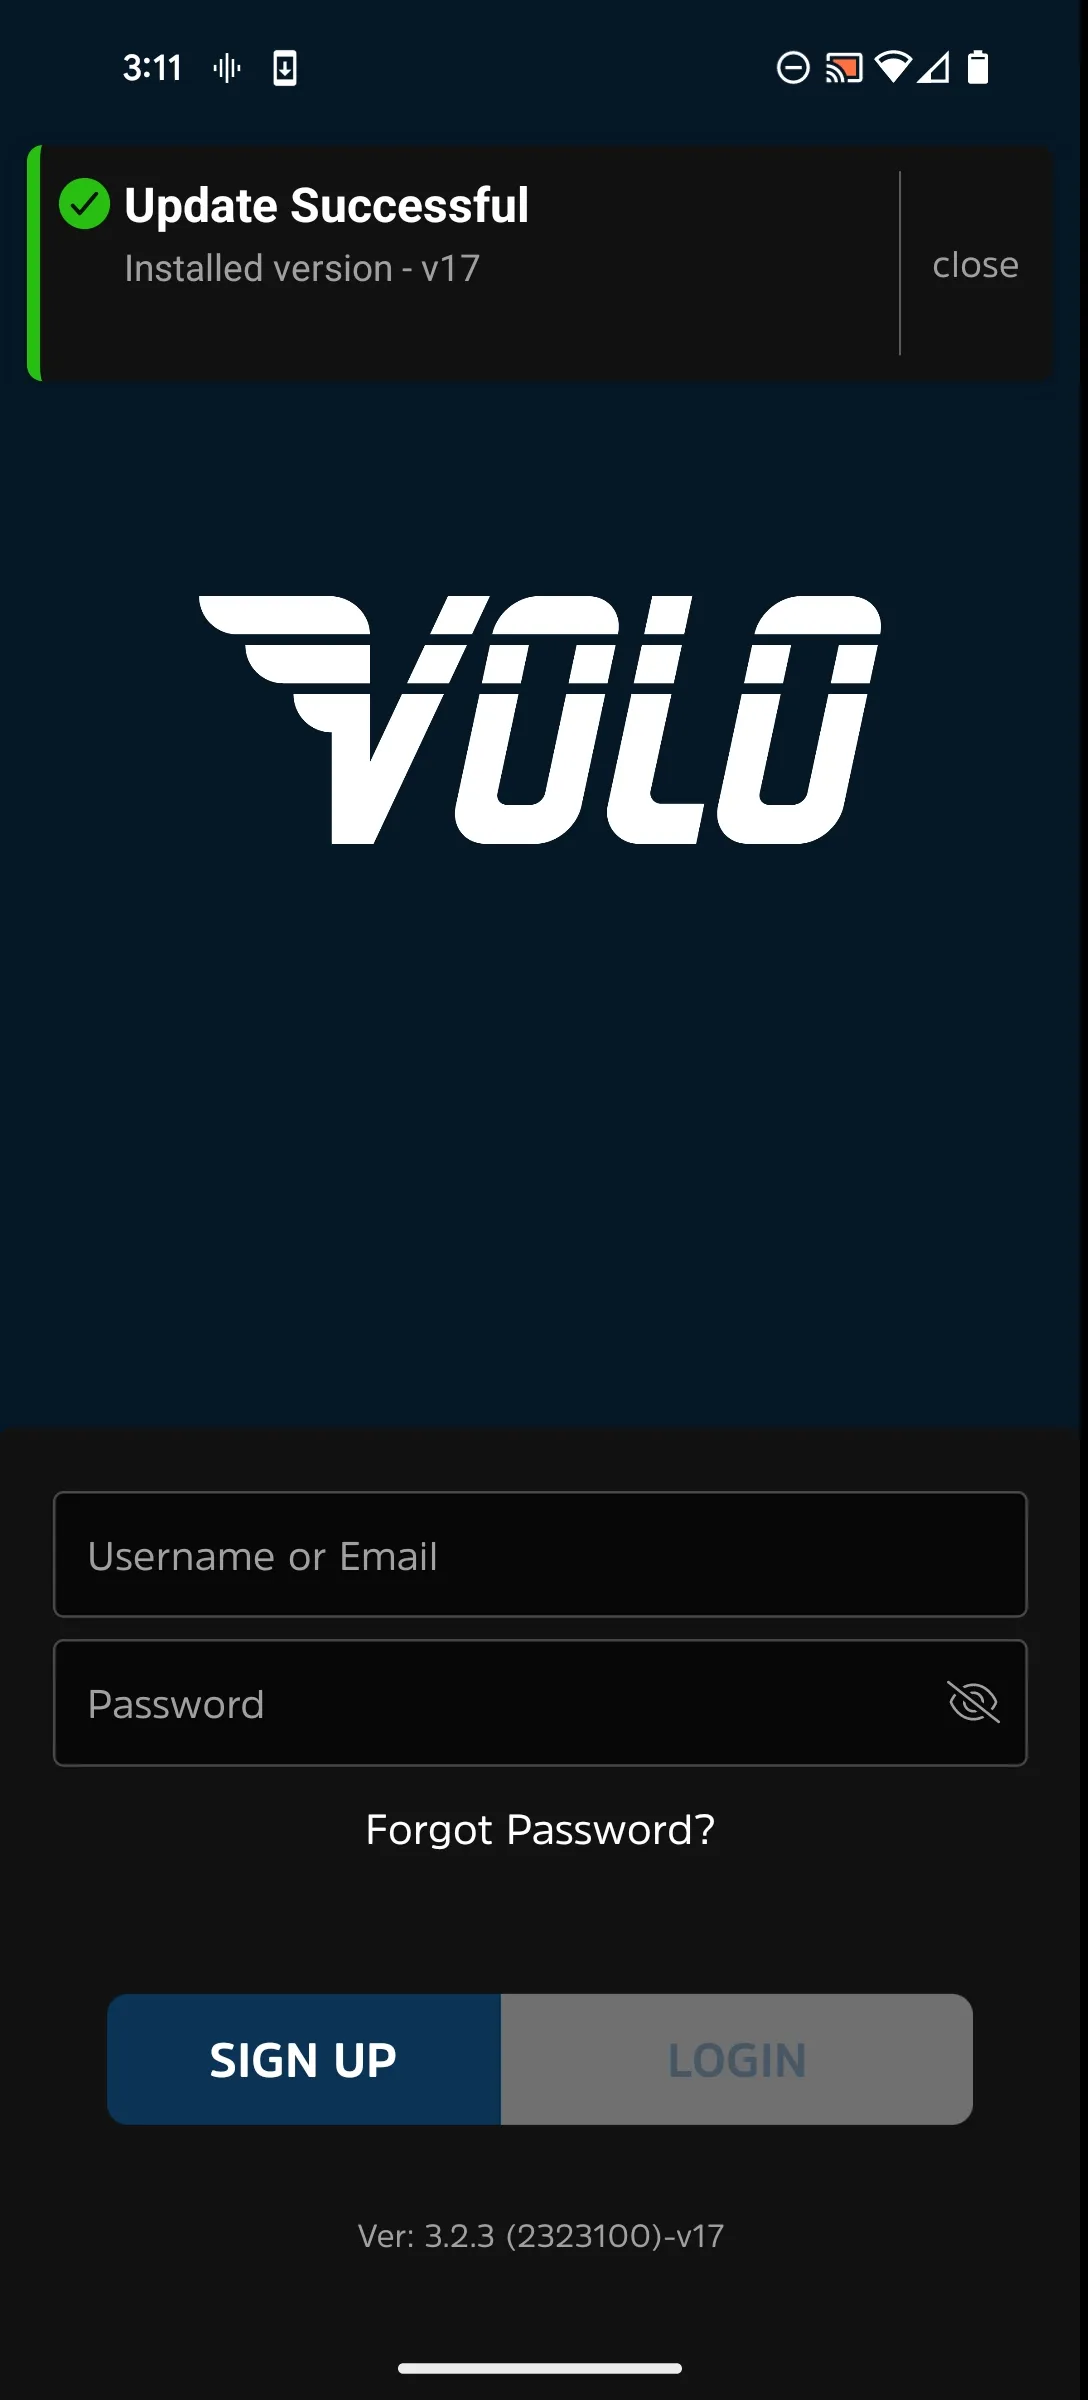 3:11
Update Successful
Installed version - v17
close
VOLO
Username or Email
Password
Forgot Password?
SIGN UP
LOGIN
Ver: 3.2.3 (2323100)-v17